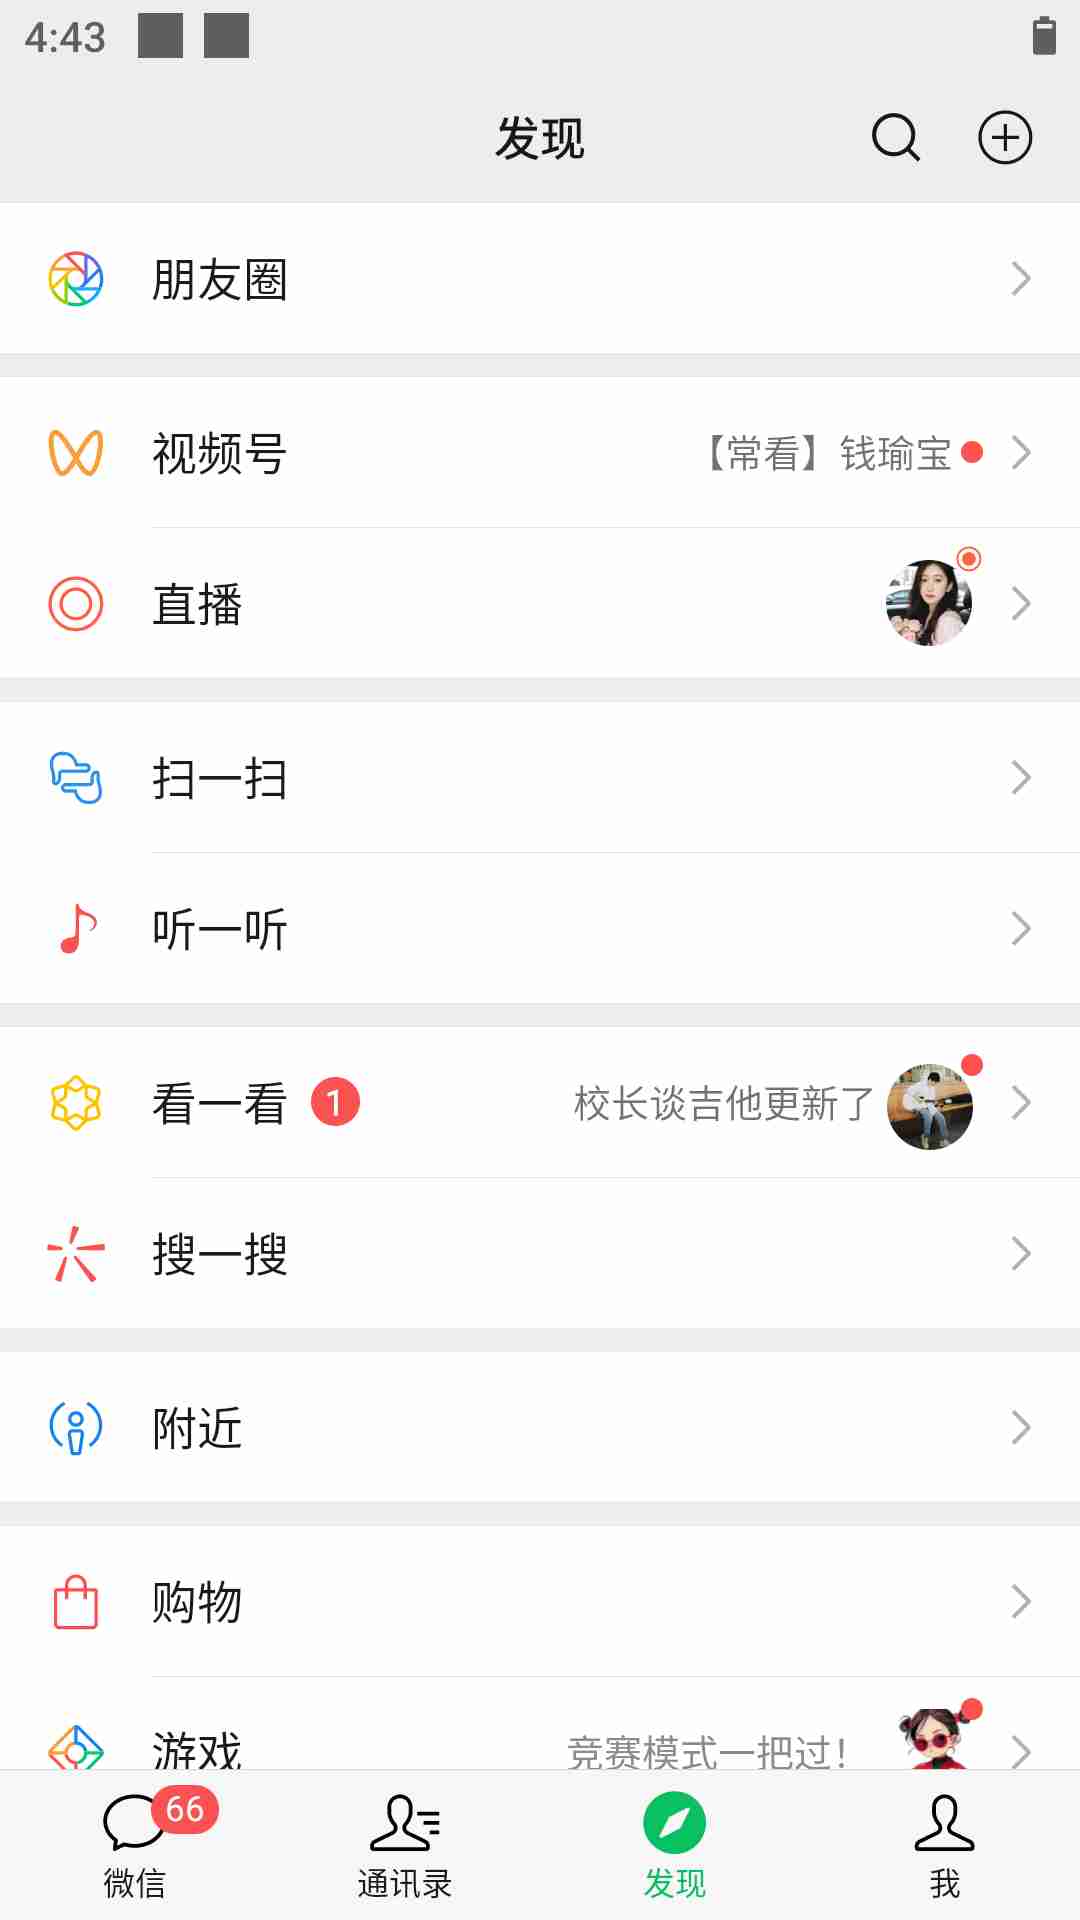 4:43
发现
朋友圈
视频号 【常看】钱瑜宝
直播
扫一扫
听一听
看一看 1 校长谈吉他更新了
搜一搜
附近
购物
游戏 竞赛模式一把过!
66
微信 通讯录 发现 我